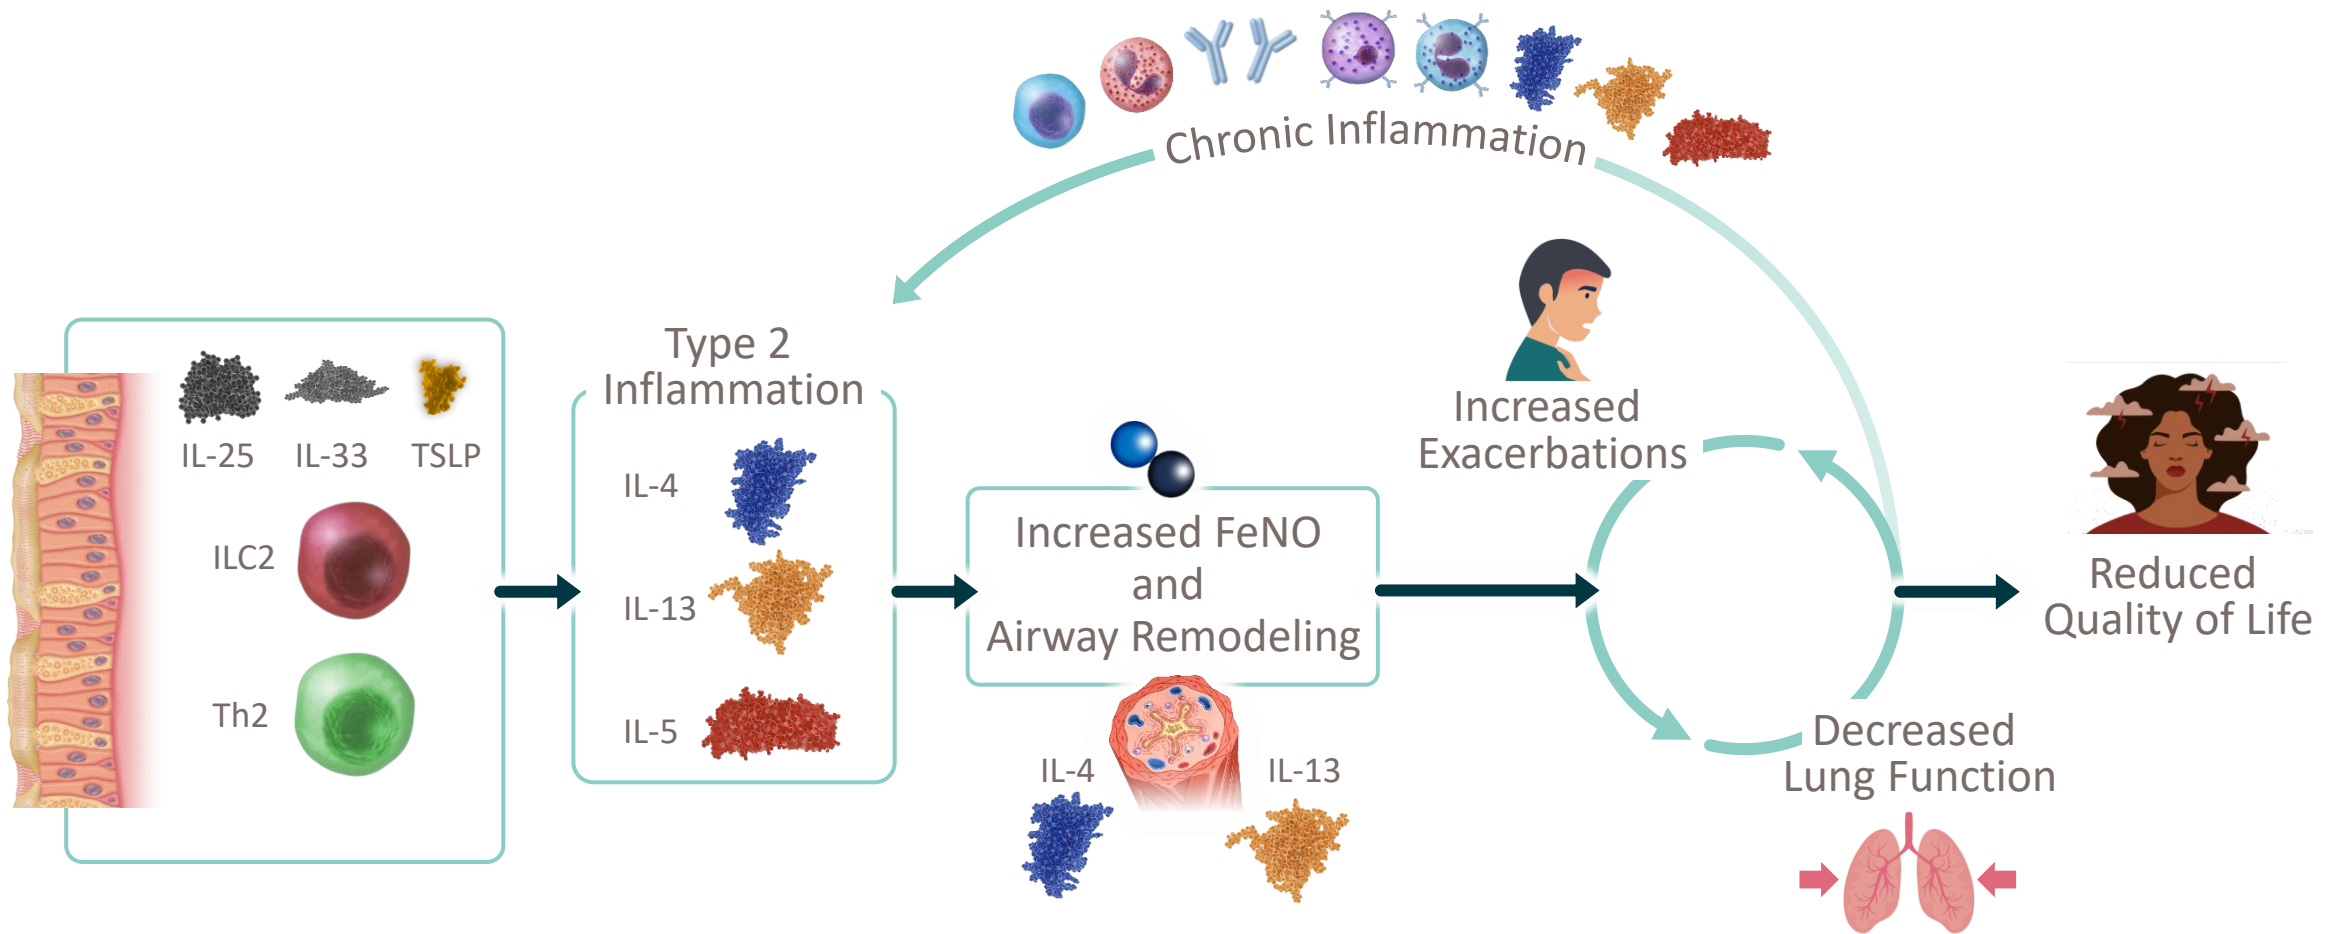 Chronic Inflammation
IL-25
IL-33
TSLP
ILC2
Th2
Type 2
Inflammation
IL-4
IL-13
IL-5
Increased FeNO
and
Airway Remodeling
IL-4
IL-13
Increased
Exacerbations
Decreased
Lung Function
Reduced
Quality of Life